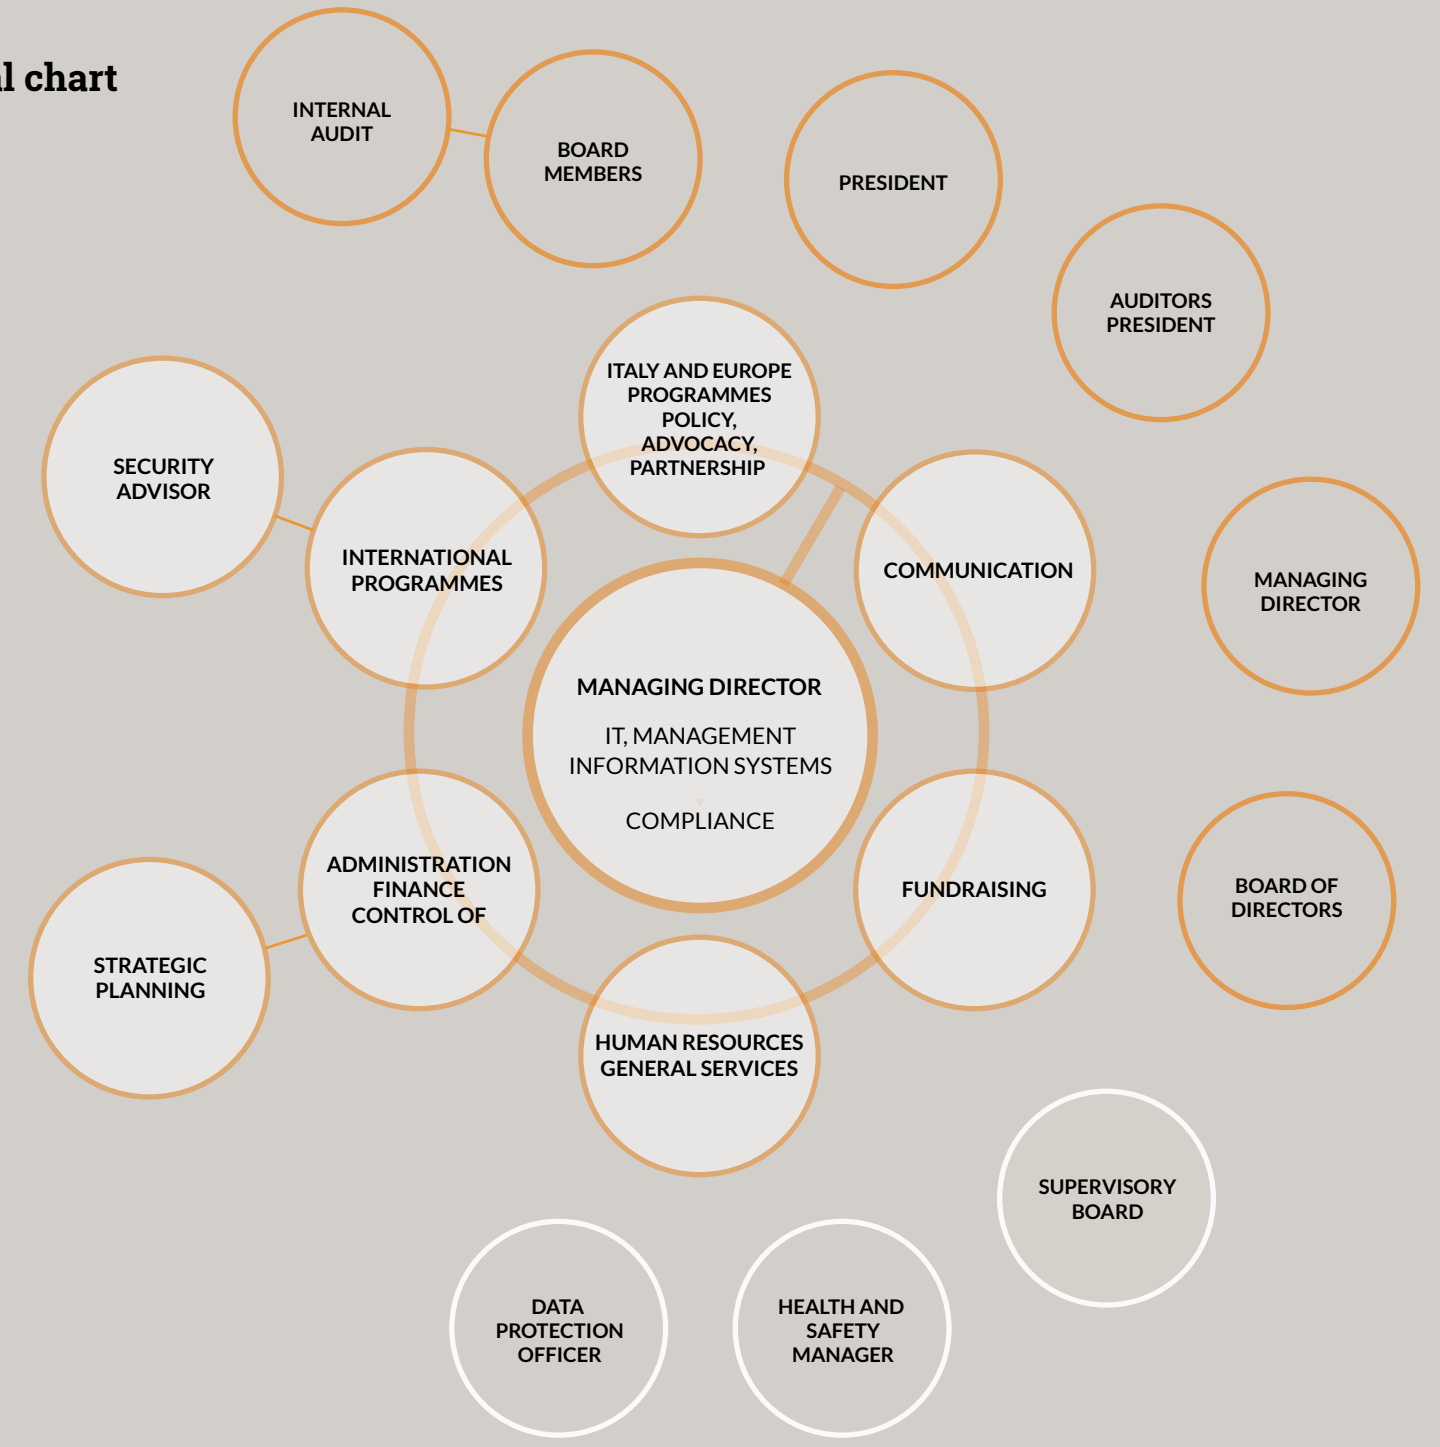 l chart
INTERNAL
AUDIT
BOARD
MEMBERS
PRESIDENT
AUDITORS
PRESIDENT
ITALY AND EUROPE
PROGRAMMES
POLICY,
ADVOCACY,
PARTNERSHIP
SECURITY
ADVISOR
INTERNATIONAL
PROGRAMMES
COMMUNICATION
MANAGING
DIRECTOR
MANAGING DIRECTOR
IT, MANAGEMENT
INFORMATION SYSTEMS
COMPLIANCE
ADMINISTRATION
FINANCE
CONTROL OF
FUNDRAISING
BOARD OF
DIRECTORS
STRATEGIC
PLANNING
HUMAN RESOURCES
GENERAL SERVICES
SUPERVISORY
BOARD
DATA
PROTECTION
OFFICER
HEALTH AND
SAFETY
MANAGER